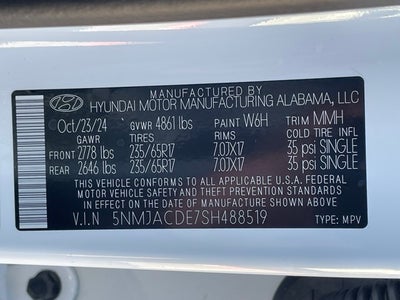 MANUFACTURED BY
HYUNDAI MOTOR MANUFACTURING ALABAMA, LLC
Oct/23/24 GVWR 4861 lbs PAINT W6H TRIM MMH
GAWR TIRES RIMS COLD TIRE INFL
FRONT 2778 lbs 235/65R17 7.0JX17 35 psi SINGLE
REAR 2646 lbs 235/65R17 7.0JX17 35 psi SINGLE
THIS VEHICLE CONFORMS TO ALL APPLICABLE U.S.A. FEDERAL
MOTOR VEHICLE SAFETY AND THEFT PREVENTION STANDARDS
IN EFFECT ON THE DATE OF MANUFACTURE SHOWN ABOVE
V.I.N 5NMJACDE7SH488519 TYPE: MPV